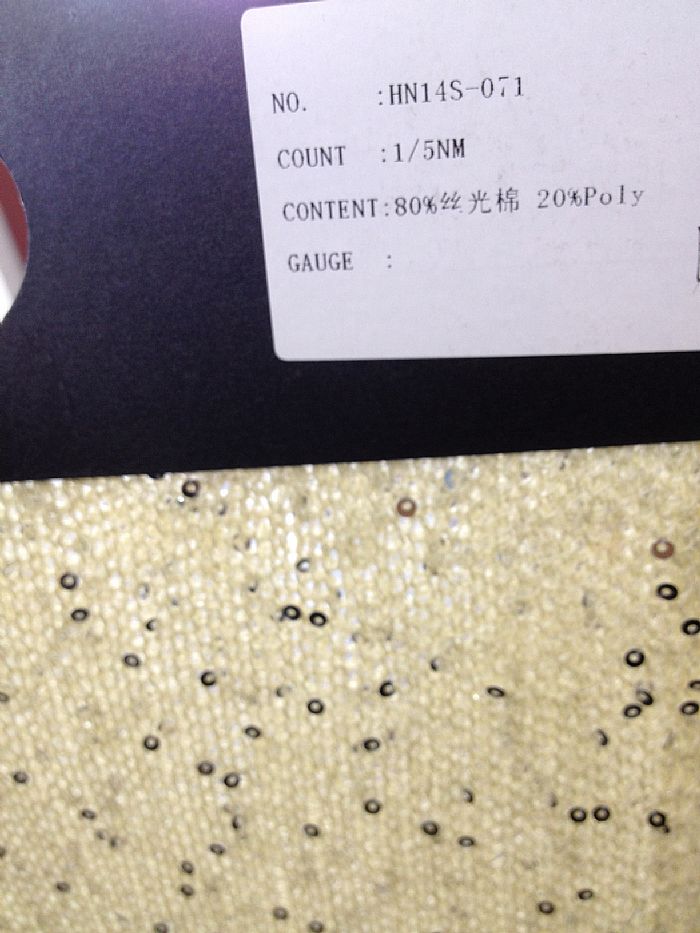 NO. :HN14S-071
COUNT :1/5NM
CONTENT:80%丝光棉 20%Poly
GAUGE :